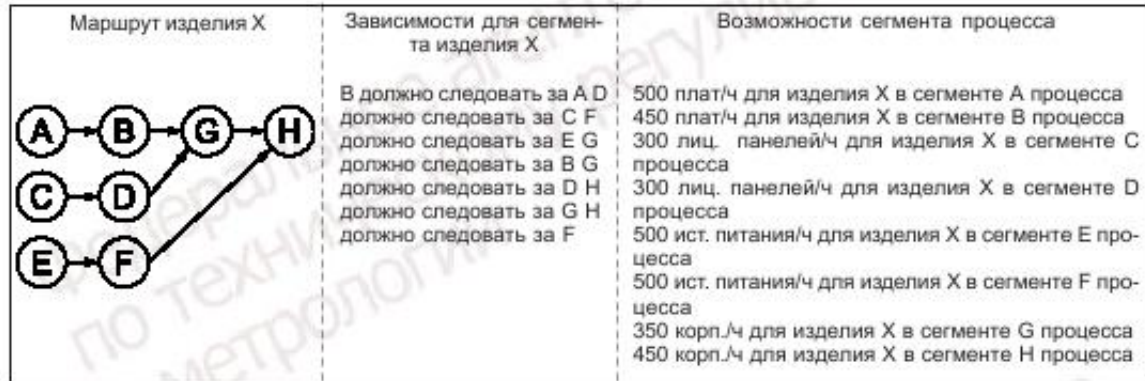 Маршрут изделия X
Зависимости для сегмен-
та изделия X
Возможности сегмента процесса
A
B
G
H
C
D
E
F
В должно следовать за A D
должно следовать за C F
должно следовать за E G
должно следовать за B G
должно следовать за D H
должно следовать за G H
должно следовать за F
500 плат/ч для изделия X в сегменте A процесса
450 плат/ч для изделия X в сегменте B процесса
300 лиц. панелей/ч для изделия X в сегменте C
процесса
300 лиц. панелей/ч для изделия X в сегменте D
процесса
500 ист. питания/ч для изделия X в сегменте E про-
цесса
500 ист. питания/ч для изделия X в сегменте F про-
цесса
350 корп./ч для изделия X в сегменте G процесса
450 корп./ч для изделия X в сегменте H процесса